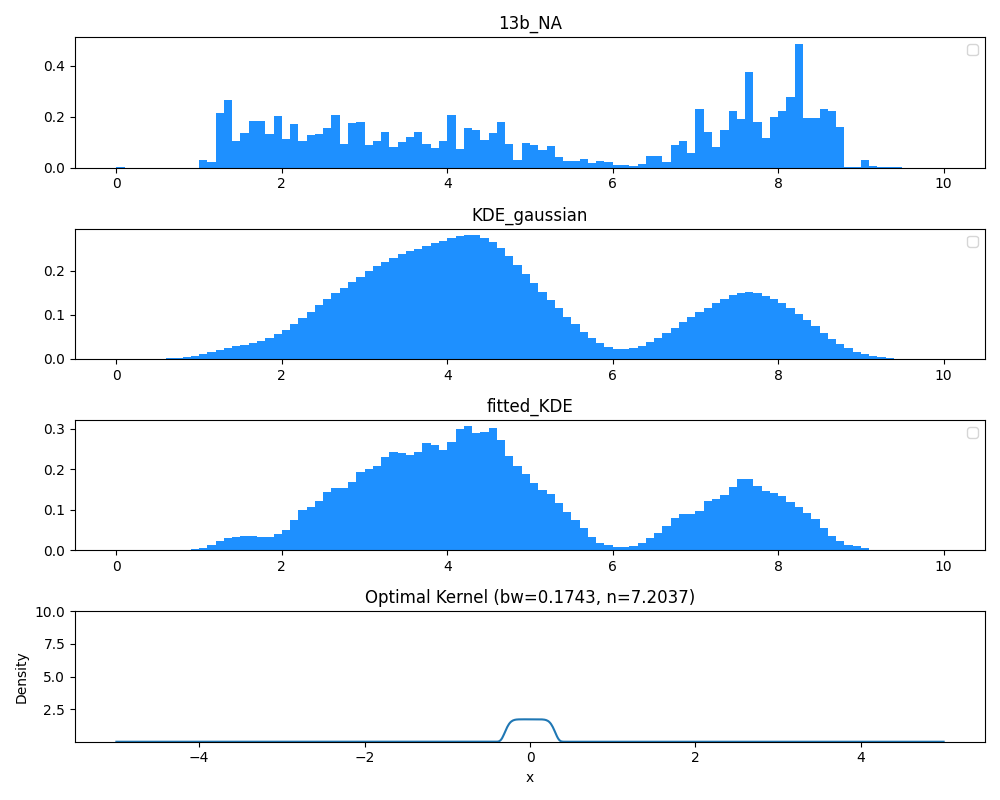 13b_NA
0.4
0.2
0.0
0 2 4 6 8 10
KDE_gaussian
0.2
0.1
0.0
0 2 4 6 8 10
fitted_KDE
0.3
0.2
0.1
0.0
0 2 4 6 8 10
Optimal Kernel (bw=0.1743, n=7.2037)
10.0
7.5
5.0
2.5
Density
−4 −2 0 2 4
x